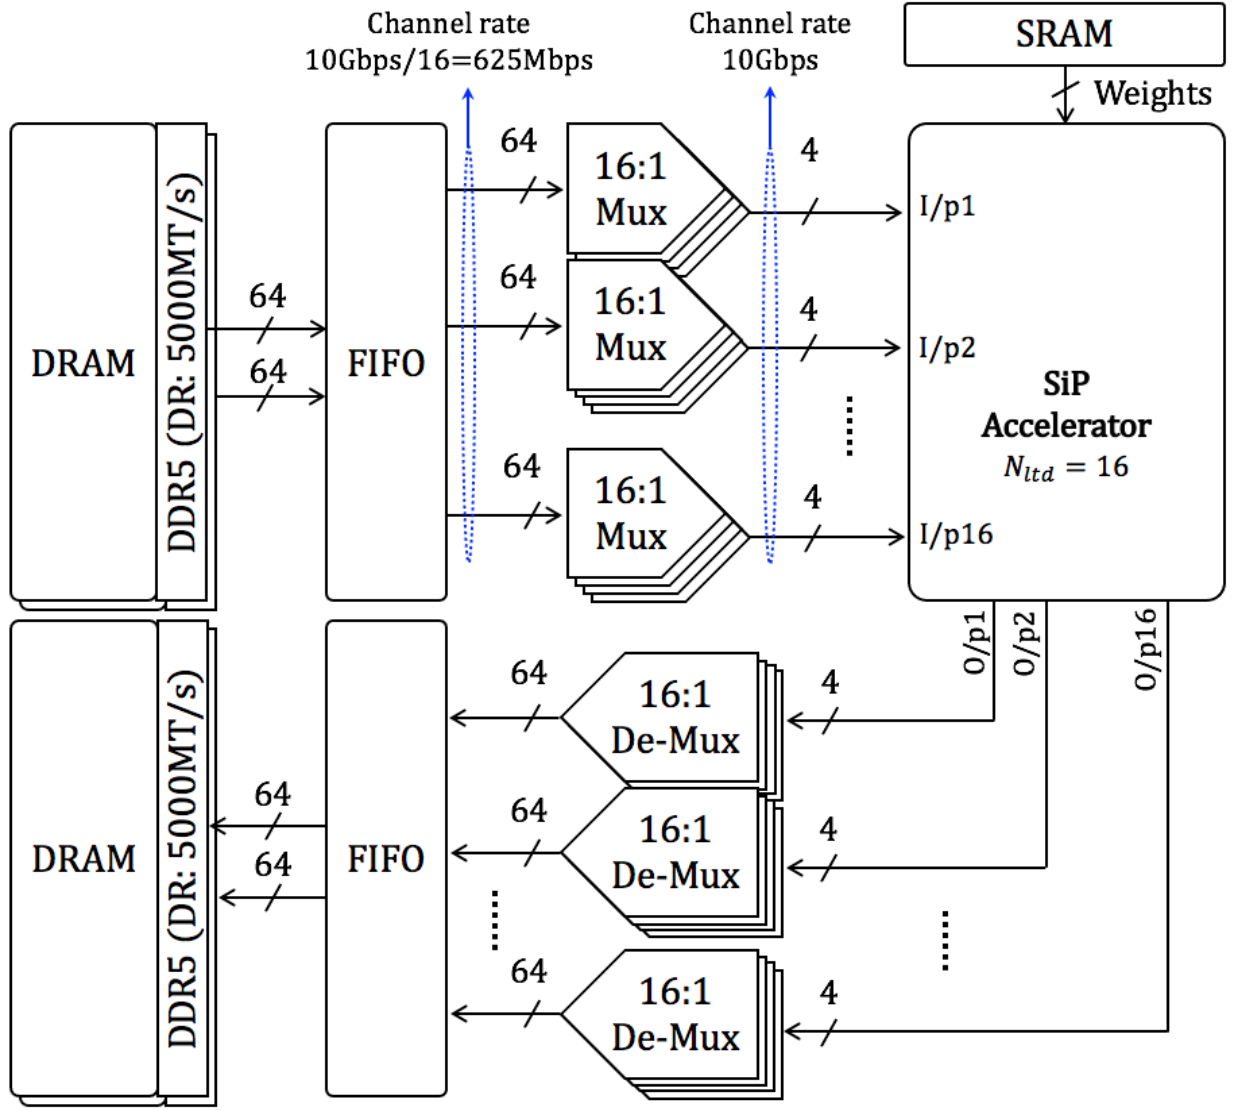 Channel rate
10Gbps/16=625Mbps
Channel rate
10Gbps
SRAM
Weights
DRAM
DDR5 (DR: 5000MT/s)
64
64
FIFO
64
16:1
Mux
4
I/p1
64
16:1
Mux
4
I/p2
SiP
Accelerator
N_ltd = 16
64
16:1
Mux
4
I/p16
O/p1
O/p2
O/p16
DRAM
DDR5 (DR: 5000MT/s)
64
64
FIFO
64
16:1
De-Mux
4
64
16:1
De-Mux
4
64
16:1
De-Mux
4